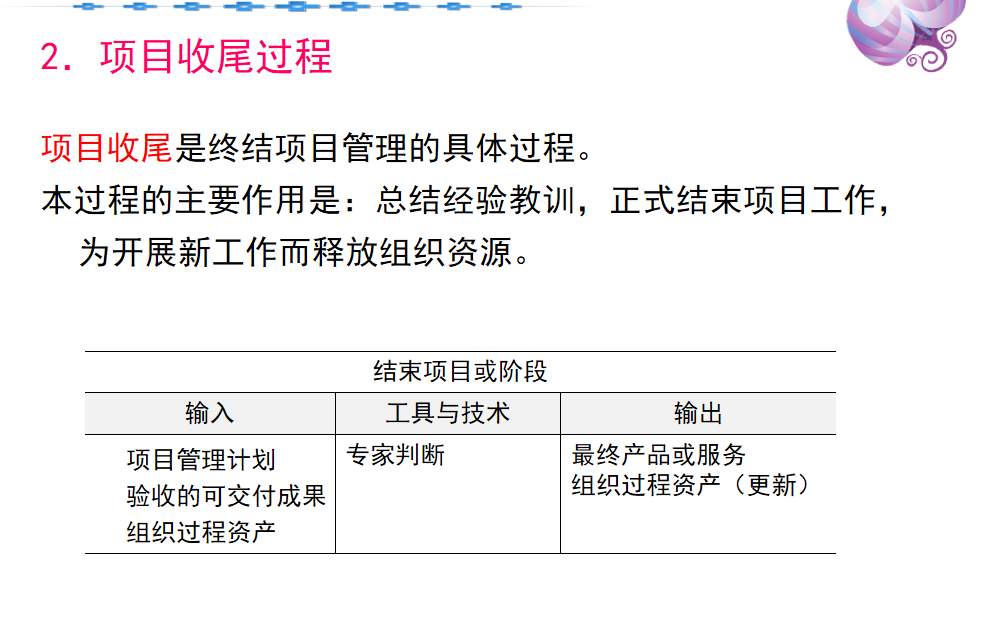 2. 项目收尾过程
项目收尾是终结项目管理的具体过程。
本过程的主要作用是：总结经验教训，正式结束项目工作，
为开展新工作而释放组织资源。
结束项目或阶段
输入 工具与技术 输出
项目管理计划
验收的可交付成果
组织过程资产
专家判断
最终产品或服务
组织过程资产（更新）